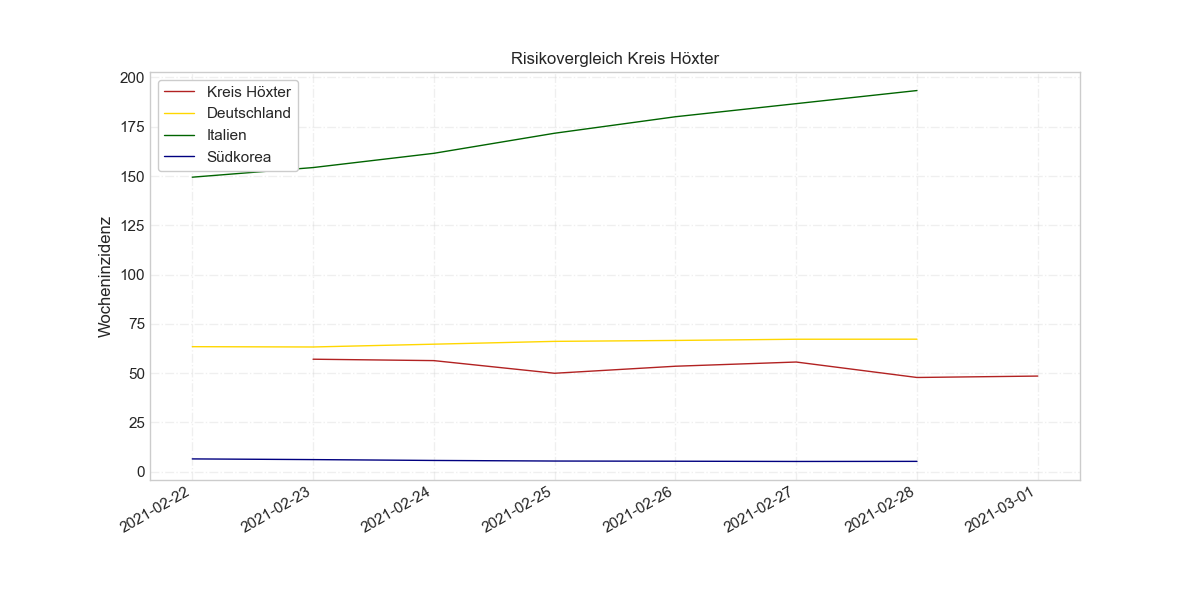 Risikovergleich Kreis Höxter
Kreis Höxter
Deutschland
Italien
Südkorea
Wocheninzidenz
200
175
150
125
100
75
50
25
0
2021-02-22
2021-02-23
2021-02-24
2021-02-25
2021-02-26
2021-02-27
2021-02-28
2021-03-01